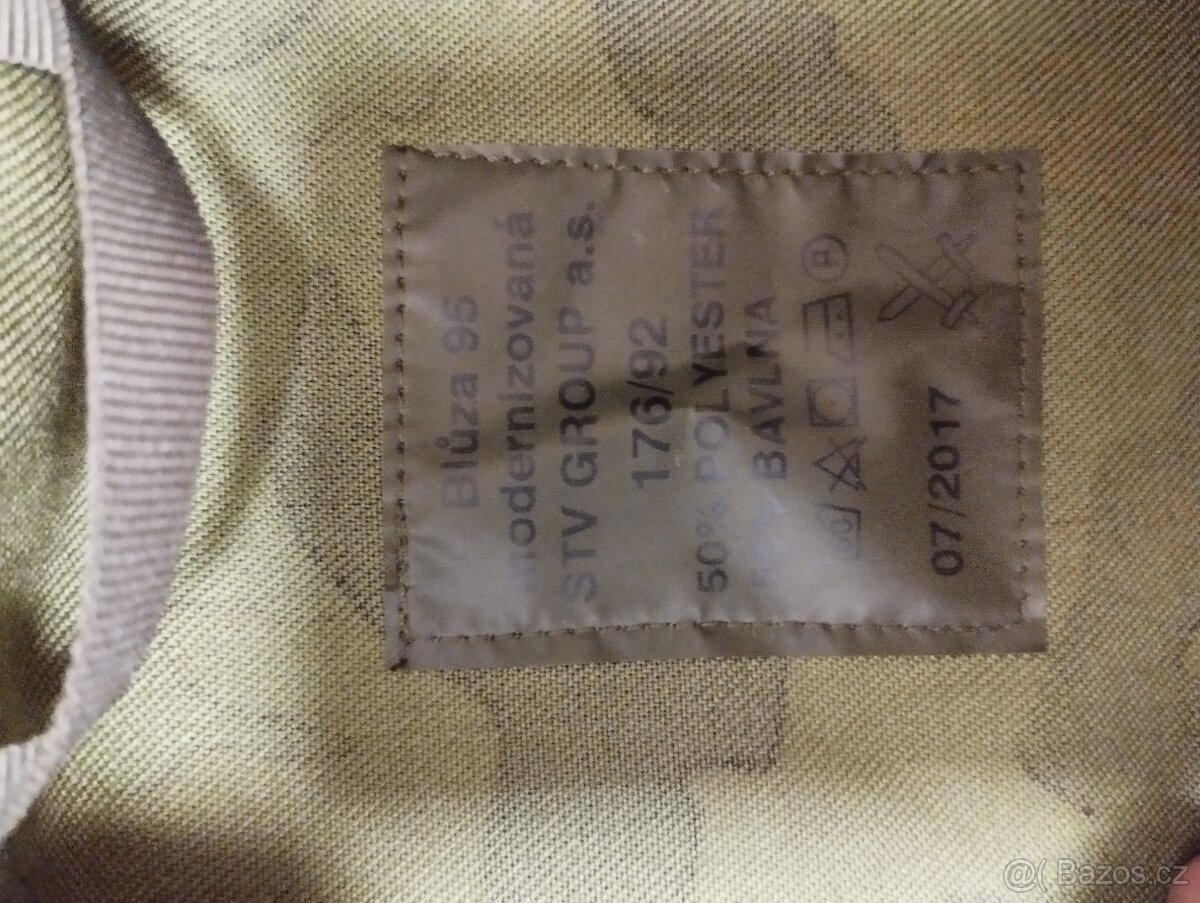 Blůza 95
modernizovaná
STV GROUP a.s.
176/92
50% POLYESTER
BAVLNA
P
07/2017
@( Bazos.cz